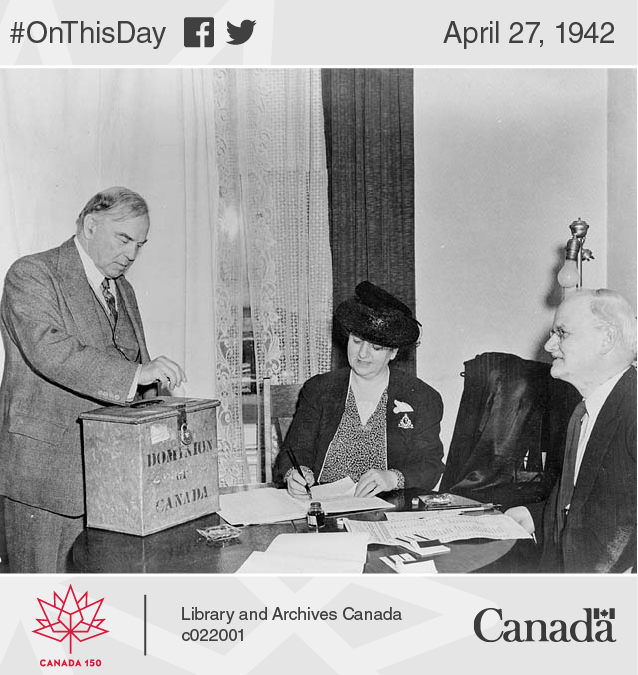 #OnThisDay
April 27, 1942
DOMINION
OF
CANADA
CANADA 150
Library and Archives Canada
c022001
Canada